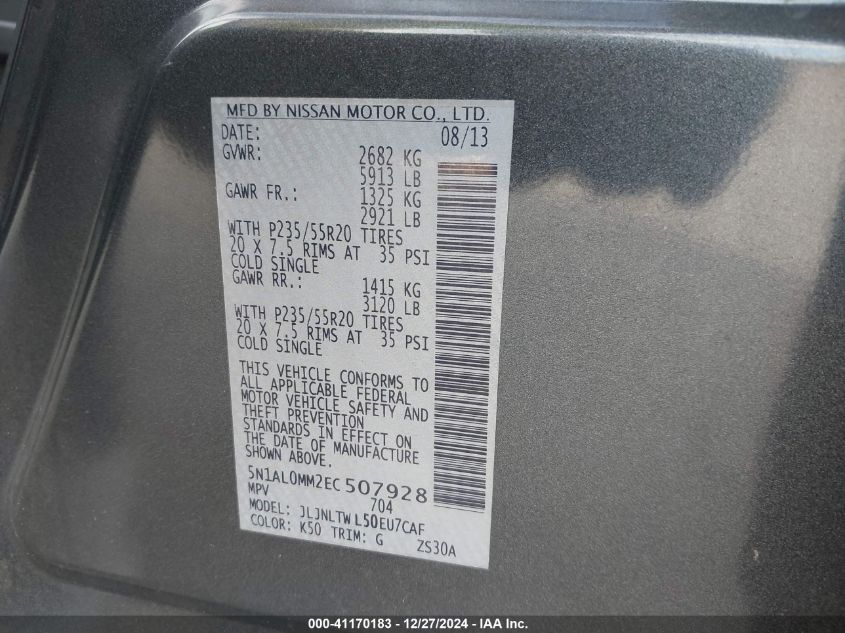 MFD BY NISSAN MOTOR CO., LTD.
DATE: 08/13
GVWR: 2682 KG
5913 LB
GAWR FR.: 1325 KG
2921 LB
WITH P235/55R20 TIRES
20 X 7.5 RIMS AT 35 PSI
COLD SINGLE
GAWR RR.: 1415 KG
3120 LB
WITH P235/55R20 TIRES
20 X 7.5 RIMS AT 35 PSI
COLD SINGLE
THIS VEHICLE CONFORMS TO
ALL APPLICABLE FEDERAL
MOTOR VEHICLE SAFETY AND
THEFT PREVENTION
STANDARDS IN EFFECT ON
THE DATE OF MANUFACTURE
SHOWN ABOVE.
5N1AL0MM2EC507928
MPV 704
MODEL: JLJNLTWL50EU7CAF
COLOR: K50 TRIM: G ZS30A
000-41170183 - 12/27/2024 - IAA Inc.